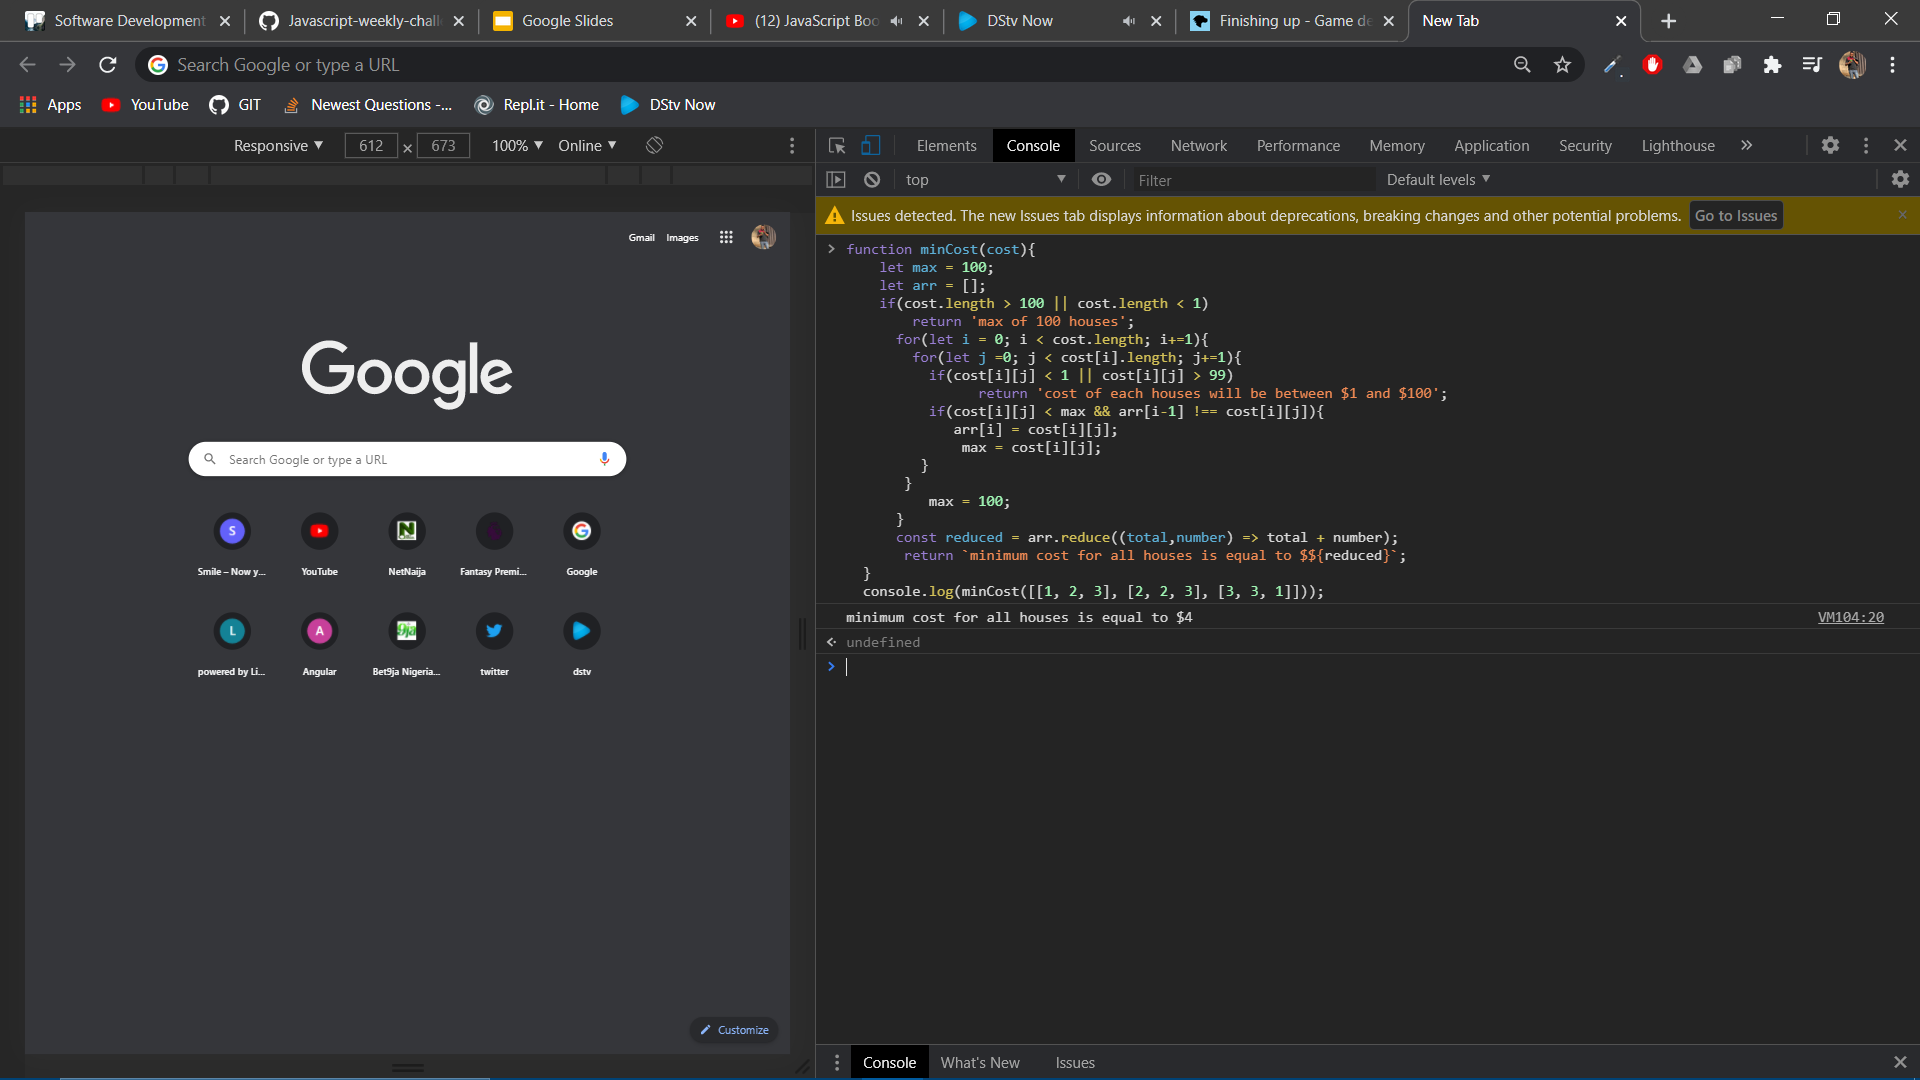 Software Development
Javascript-weekly-chall
Google Slides
(12) JavaScript Boo
DStv Now
Finishing up - Game de
New Tab
Search Google or type a URL
Apps
YouTube
GIT
Newest Questions -...
Repl.it - Home
DStv Now
Responsive
612
×
673
100%
Online
Elements
Console
Sources
Network
Performance
Memory
Application
Security
Lighthouse
»
top
Filter
Default levels
Issues detected. The new Issues tab displays information about deprecations, breaking changes and other potential problems.
Go to Issues
Gmail
Images
Google
Search Google or type a URL
S
Smile – Now y...
YouTube
N
NetNaija
Fantasy Premi...
G
Google
L
powered by Li...
A
Angular
9ja
Bet9ja Nigeria...
twitter
dstv
Customize
function minCost(cost){
let max = 100;
let arr = [];
if(cost.length > 100 || cost.length < 1)
return 'max of 100 houses';
for(let i = 0; i < cost.length; i+=1){
for(let j =0; j < cost[i].length; j+=1){
if(cost[i][j] < 1 || cost[i][j] > 99)
return 'cost of each houses will be between $1 and $100';
if(cost[i][j] < max && arr[i-1] !== cost[i][j]){
arr[i] = cost[i][j];
max = cost[i][j];
}
}
max = 100;
}
const reduced = arr.reduce((total,number) => total + number);
return `minimum cost for all houses is equal to $${reduced}`;
}
console.log(minCost([[1, 2, 3], [2, 2, 3], [3, 3, 1]]));
minimum cost for all houses is equal to $4
VM104:20
undefined
Console
What's New
Issues